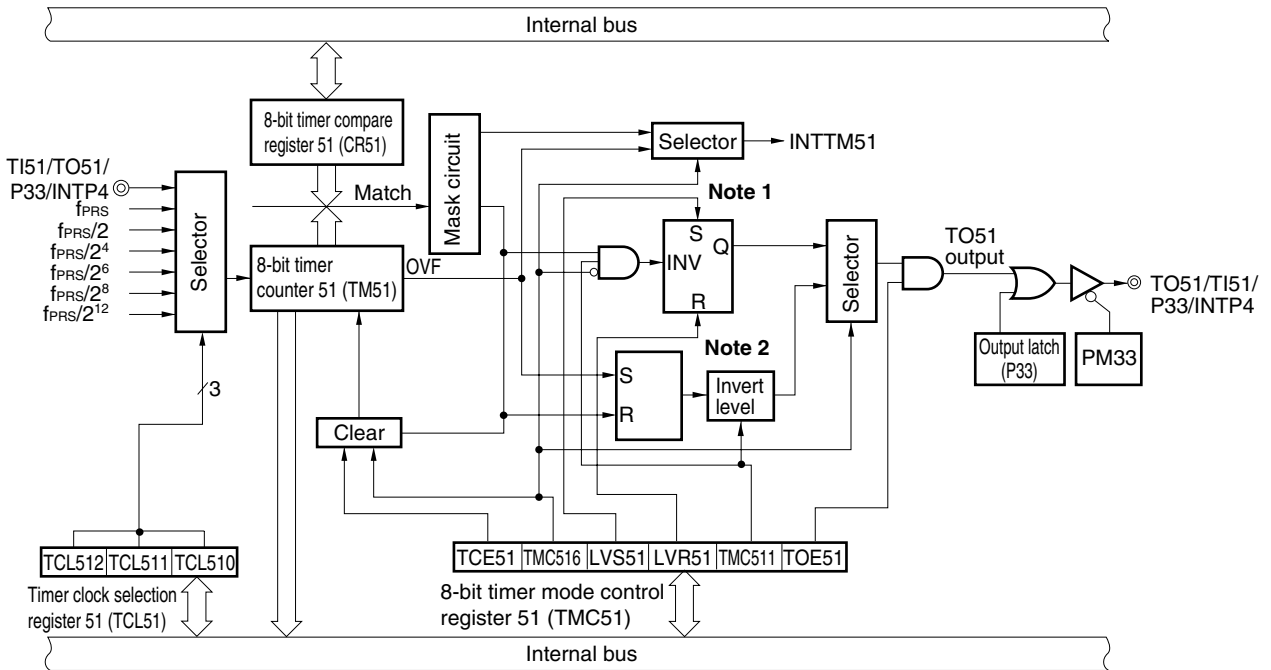 Internal bus
8-bit timer compare
register 51 (CR51)
TI51/TO51/
P33/INTP4
fPRS
fPRS/2
fPRS/2⁴
fPRS/2⁶
fPRS/2⁸
fPRS/2¹²
Selector
Match
Mask circuit
Selector
INTTM51
Note 1
8-bit timer
counter 51 (TM51)
OVF
S
Q
INV
R
Selector
TO51
output
TO51/TI51/
P33/INTP4
Output latch
(P33)
PM33
Note 2
S
R
Invert
level
3
Clear
TCL512 TCL511 TCL510
Timer clock selection
register 51 (TCL51)
TCE51 TMC516 LVS51 LVR51 TMC511 TOE51
8-bit timer mode control
register 51 (TMC51)
Internal bus